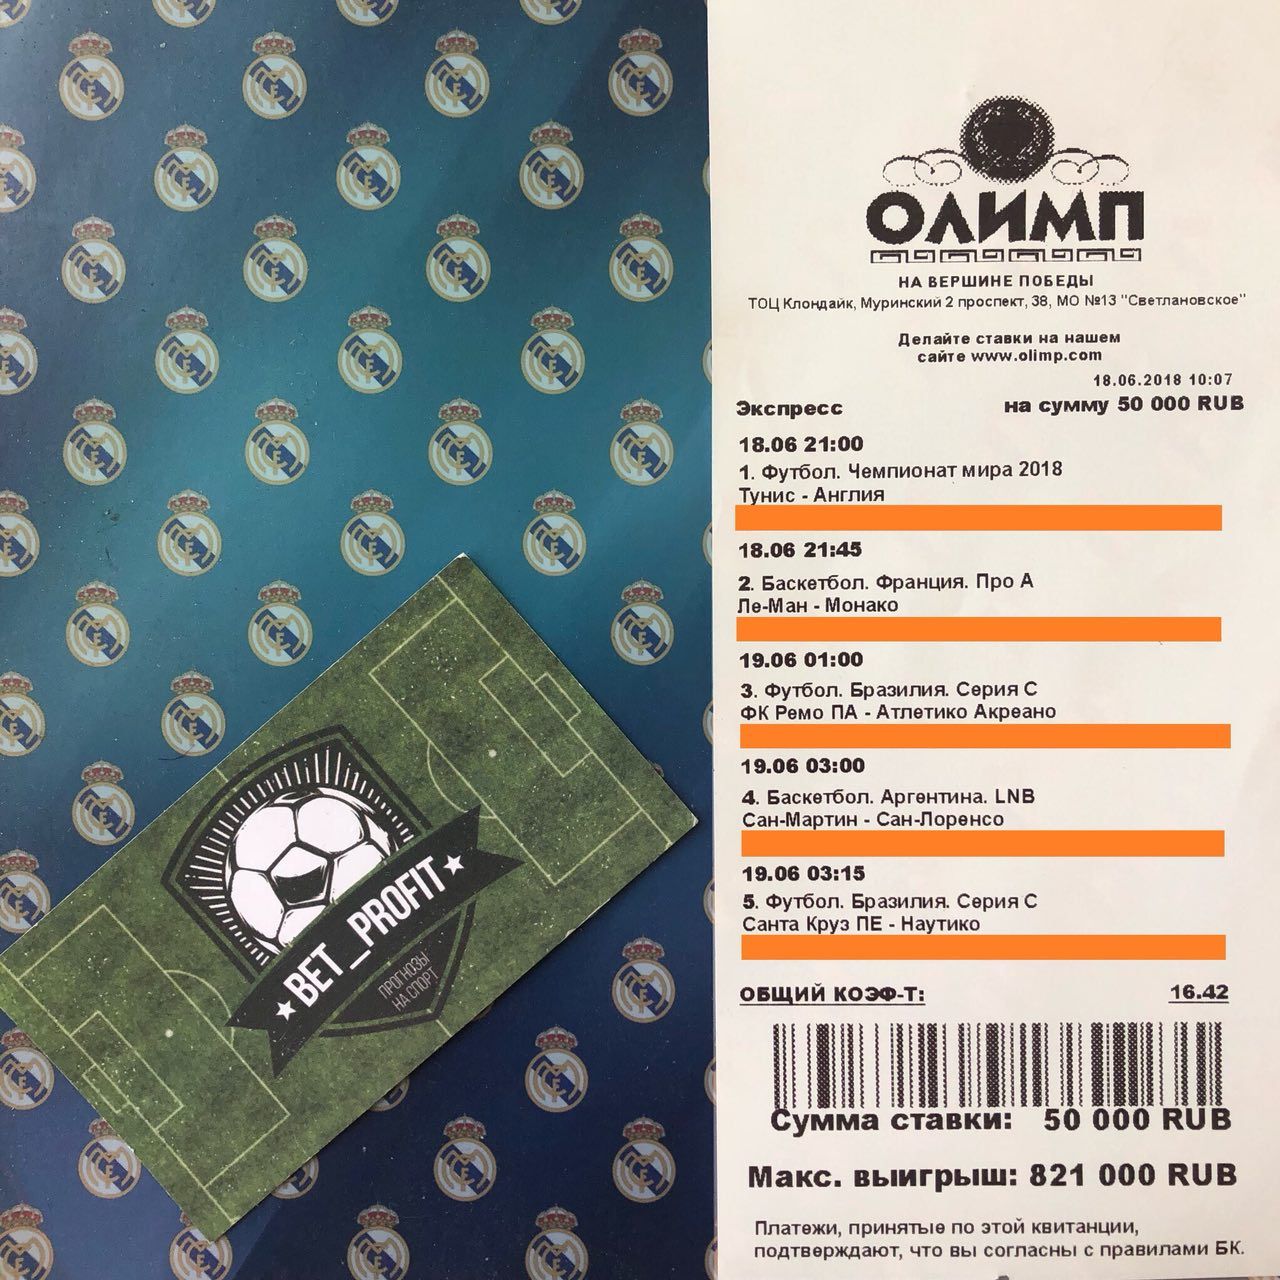 BET_PROFIT
ПРОГНОЗЫ
НА СПОРТ
ОЛИМП
НА ВЕРШИНЕ ПОБЕДЫ
ТОЦ Клондайк, Муринский 2 проспект, 38, МО №13 "Светлановское"
Делайте ставки на нашем
сайте www.olimp.com
18.06.2018 10:07
Экспресс на сумму 50 000 RUB
18.06 21:00
1. Футбол. Чемпионат мира 2018
Тунис - Англия
18.06 21:45
2. Баскетбол. Франция. Про А
Ле-Ман - Монако
19.06 01:00
3. Футбол. Бразилия. Серия С
ФК Ремо ПА - Атлетико Акреано
19.06 03:00
4. Баскетбол. Аргентина. LNB
Сан-Мартин - Сан-Лоренсо
19.06 03:15
5. Футбол. Бразилия. Серия С
Санта Круз ПЕ - Наутико
ОБЩИЙ КОЭФ-Т: 16.42
Сумма ставки: 50 000 RUB
Макс. выигрыш: 821 000 RUB
Платежи, принятые по этой квитанции,
подтверждают, что вы согласны с правилами БК.